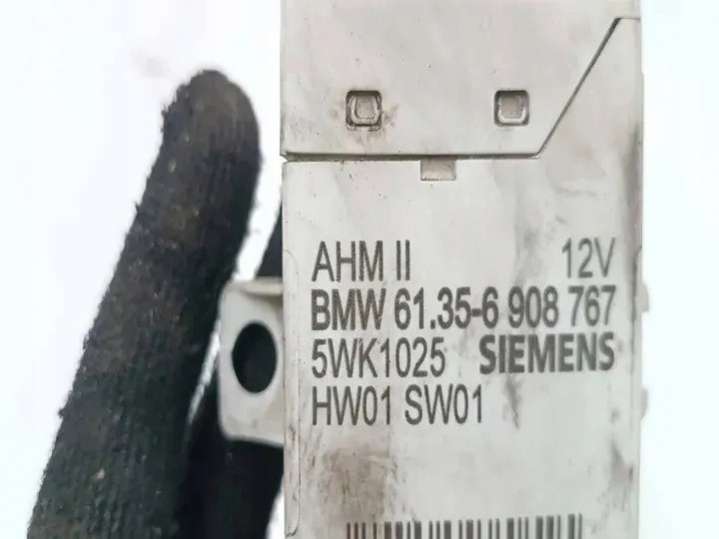 AHM II 12V
BMW 61.35-6 908 767
5WK1025 SIEMENS
HW01 SW01